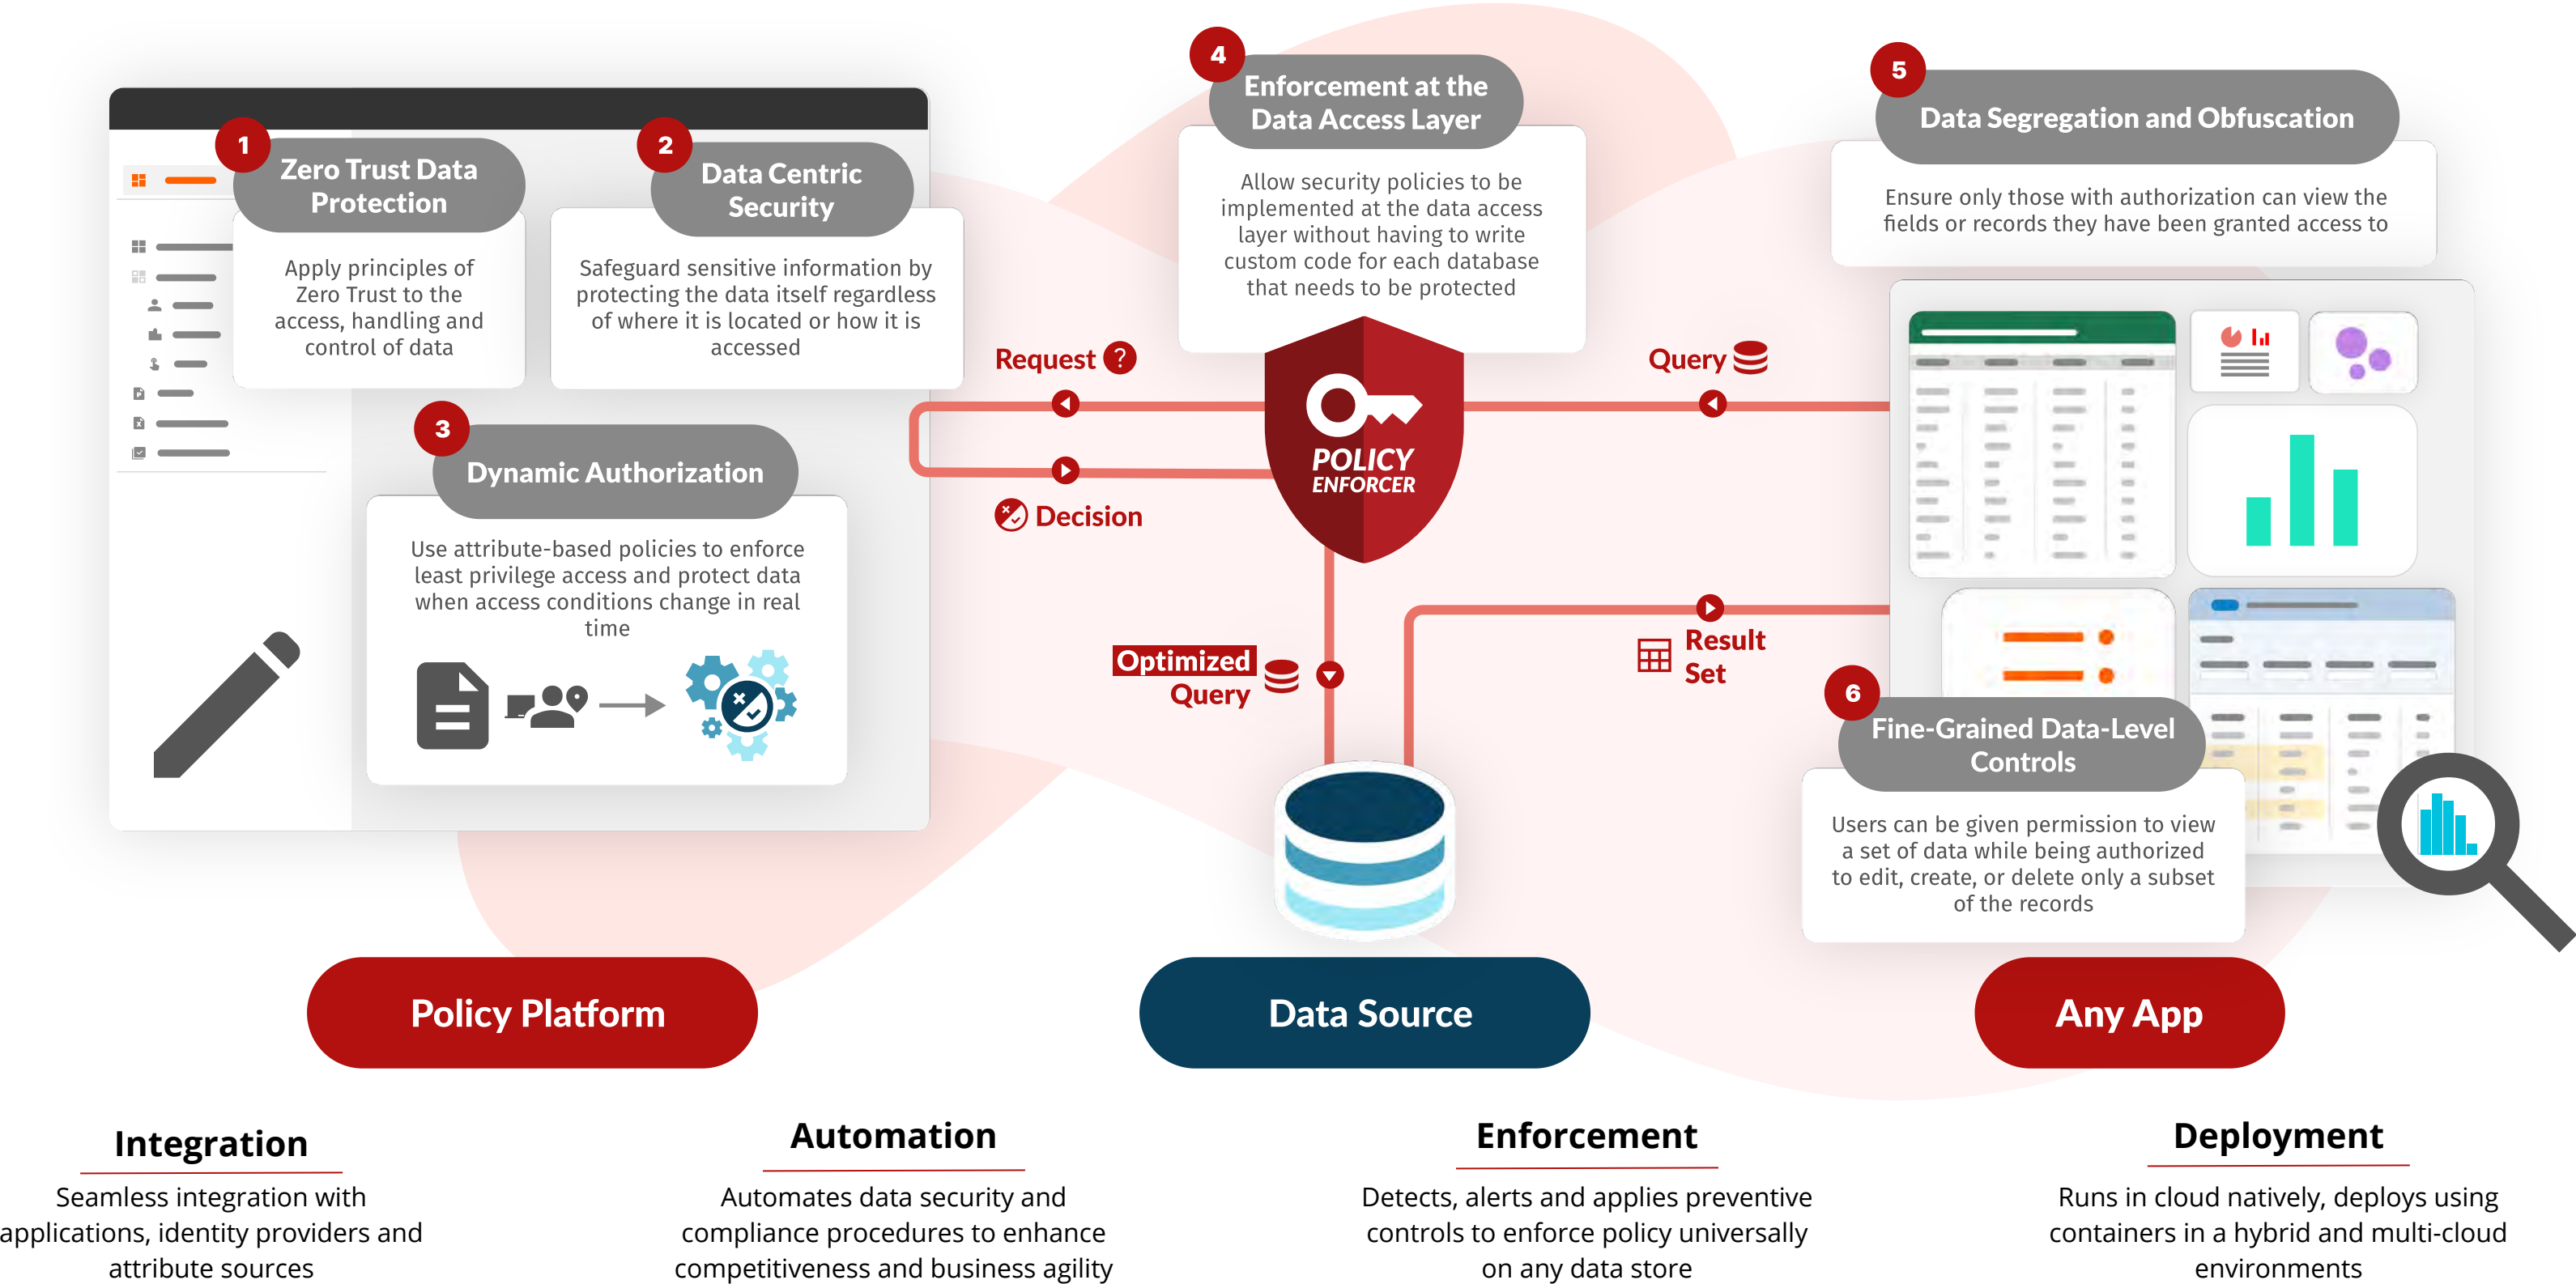 1
Zero Trust Data
Protection
Apply principles of
Zero Trust to the
access, handling and
control of data
2
Data Centric
Security
Safeguard sensitive information by
protecting the data itself regardless
of where it is located or how it is
accessed
3
Dynamic Authorization
Use attribute-based policies to enforce
least privilege access and protect data
when access conditions change in real
time
4
Enforcement at the
Data Access Layer
Allow security policies to be
implemented at the data access
layer without having to write
custom code for each database
that needs to be protected
Request ?
Decision
POLICY
ENFORCER
Query
Optimized
Query
Result
Set
5
Data Segregation and Obfuscation
Ensure only those with authorization can view the
fields or records they have been granted access to
6
Fine-Grained Data-Level
Controls
Users can be given permission to view
a set of data while being authorized
to edit, create, or delete only a subset
of the records
Policy Platform
Data Source
Any App
Integration
Seamless integration with
applications, identity providers and
attribute sources
Automation
Automates data security and
compliance procedures to enhance
competitiveness and business agility
Enforcement
Detects, alerts and applies preventive
controls to enforce policy universally
on any data store
Deployment
Runs in cloud natively, deploys using
containers in a hybrid and multi-cloud
environments